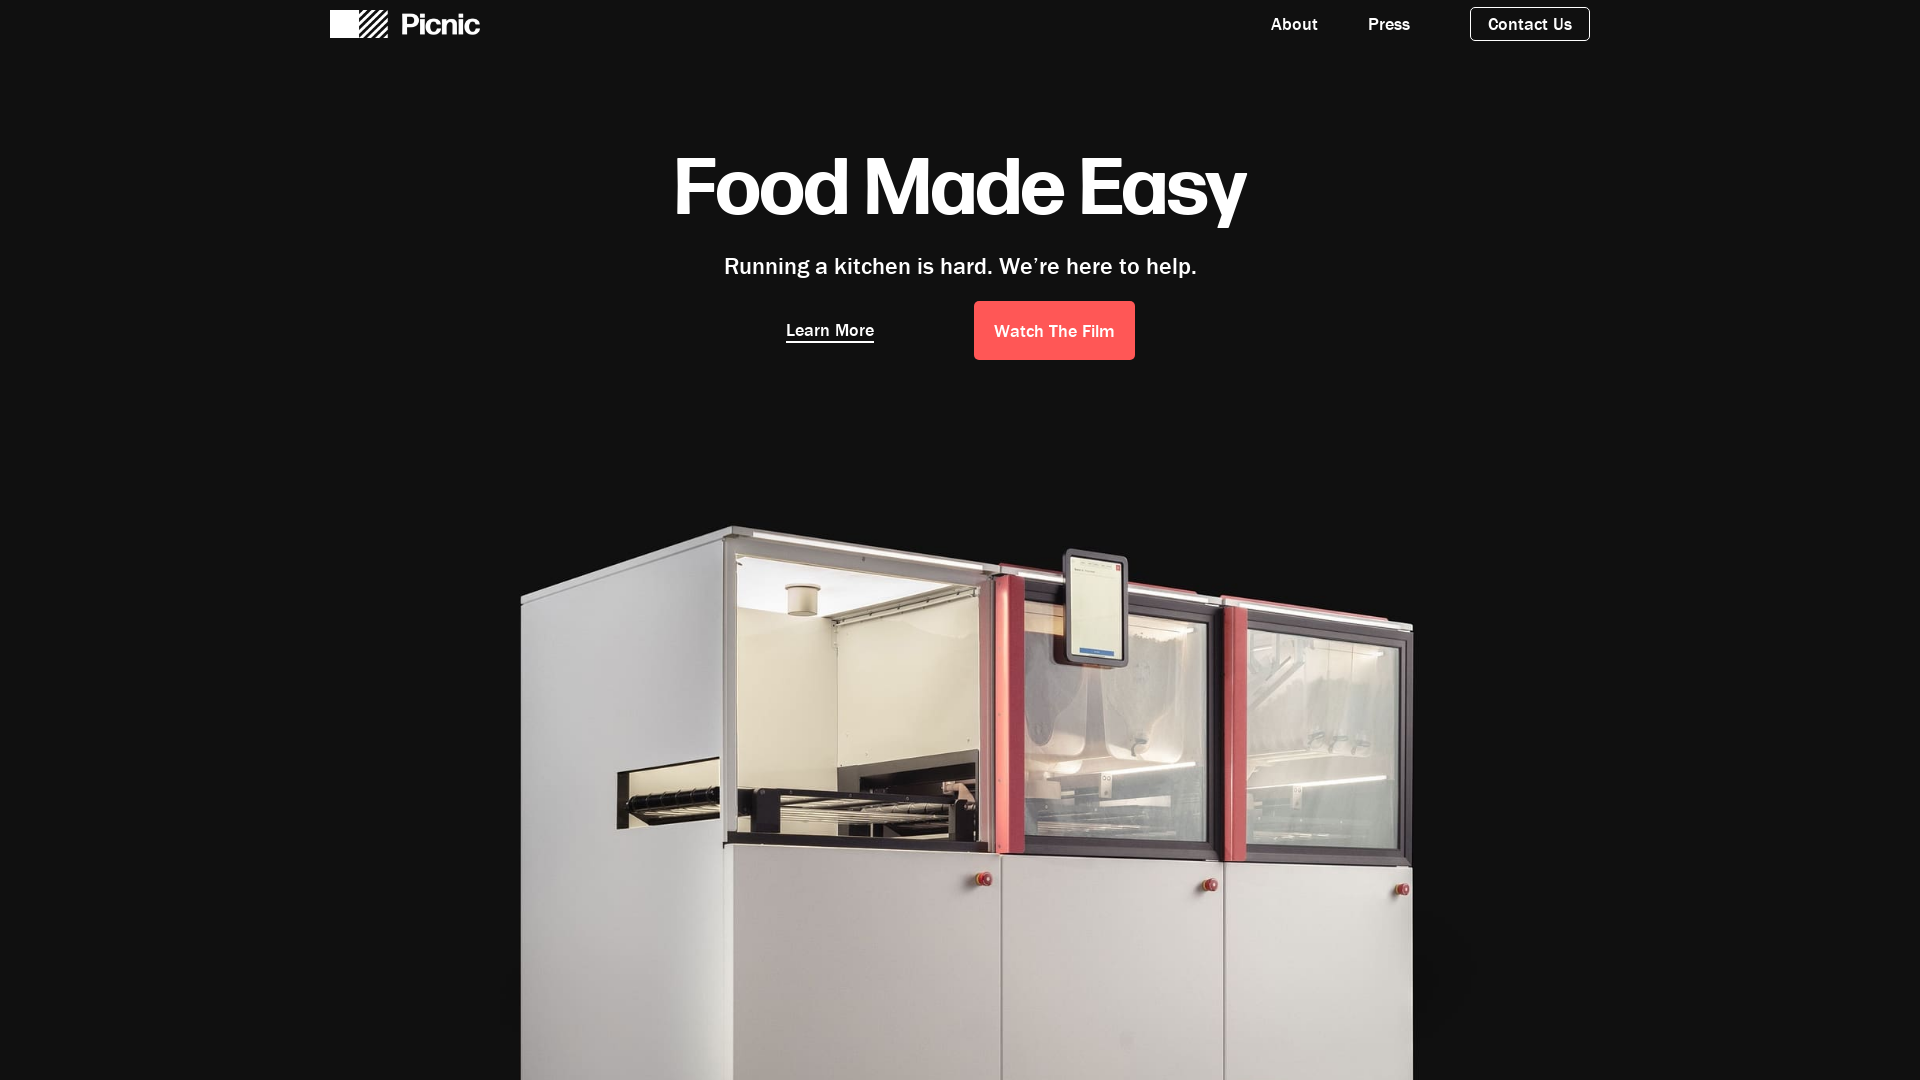 Picnic
About
Press
Contact Us
Food Made Easy
Running a kitchen is hard. We’re here to help.
Learn More
Watch The Film